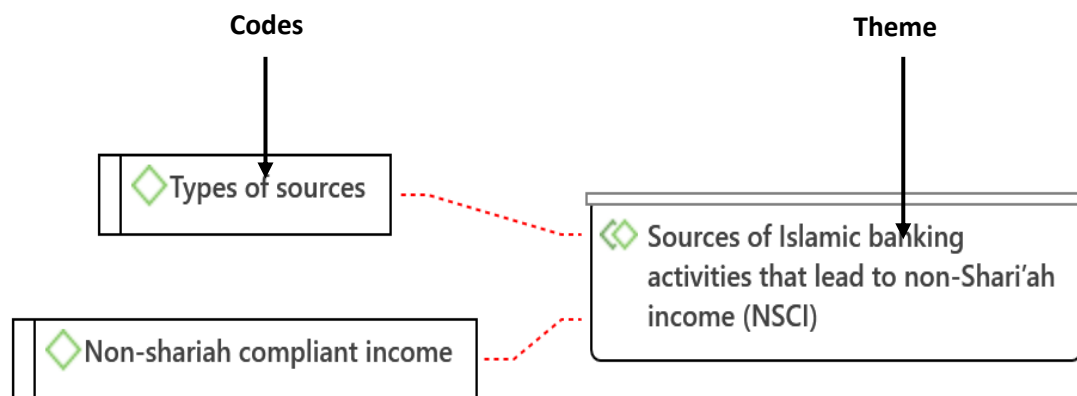 Codes
Theme
Types of sources
Sources of Islamic banking
activities that lead to non-Shari’ah
income (NSCI)
Non-shariah compliant income